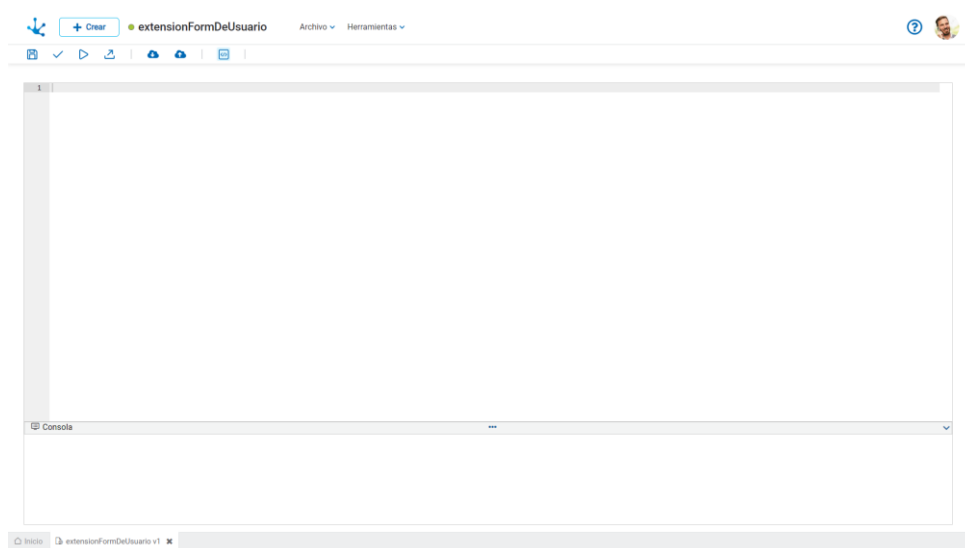 + Crear extensionFormDeUsuario Archivo Herramientas ?
</>
1
Consola
Inicio extensionFormDeUsuario v1